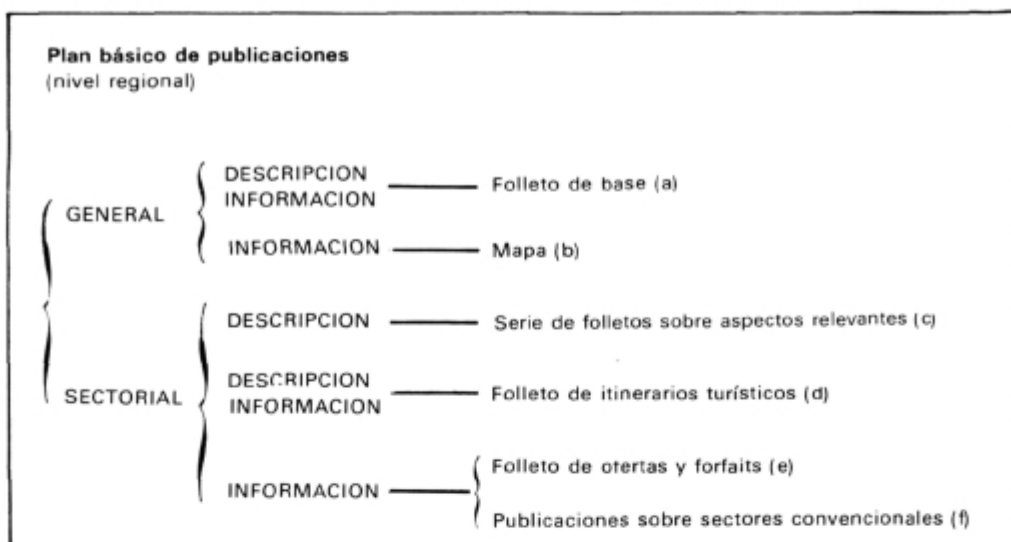 Plan básico de publicaciones
(nivel regional)
GENERAL
DESCRIPCION
INFORMACION
Folleto de base (a)
INFORMACION
Mapa (b)
SECTORIAL
DESCRIPCION
Serie de folletos sobre aspectos relevantes (c)
DESCRIPCION
INFORMACION
Folleto de itinerarios turísticos (d)
INFORMACION
Folleto de otertas y forfaits (e)
Publicaciones sobre sectores convencionales (f)